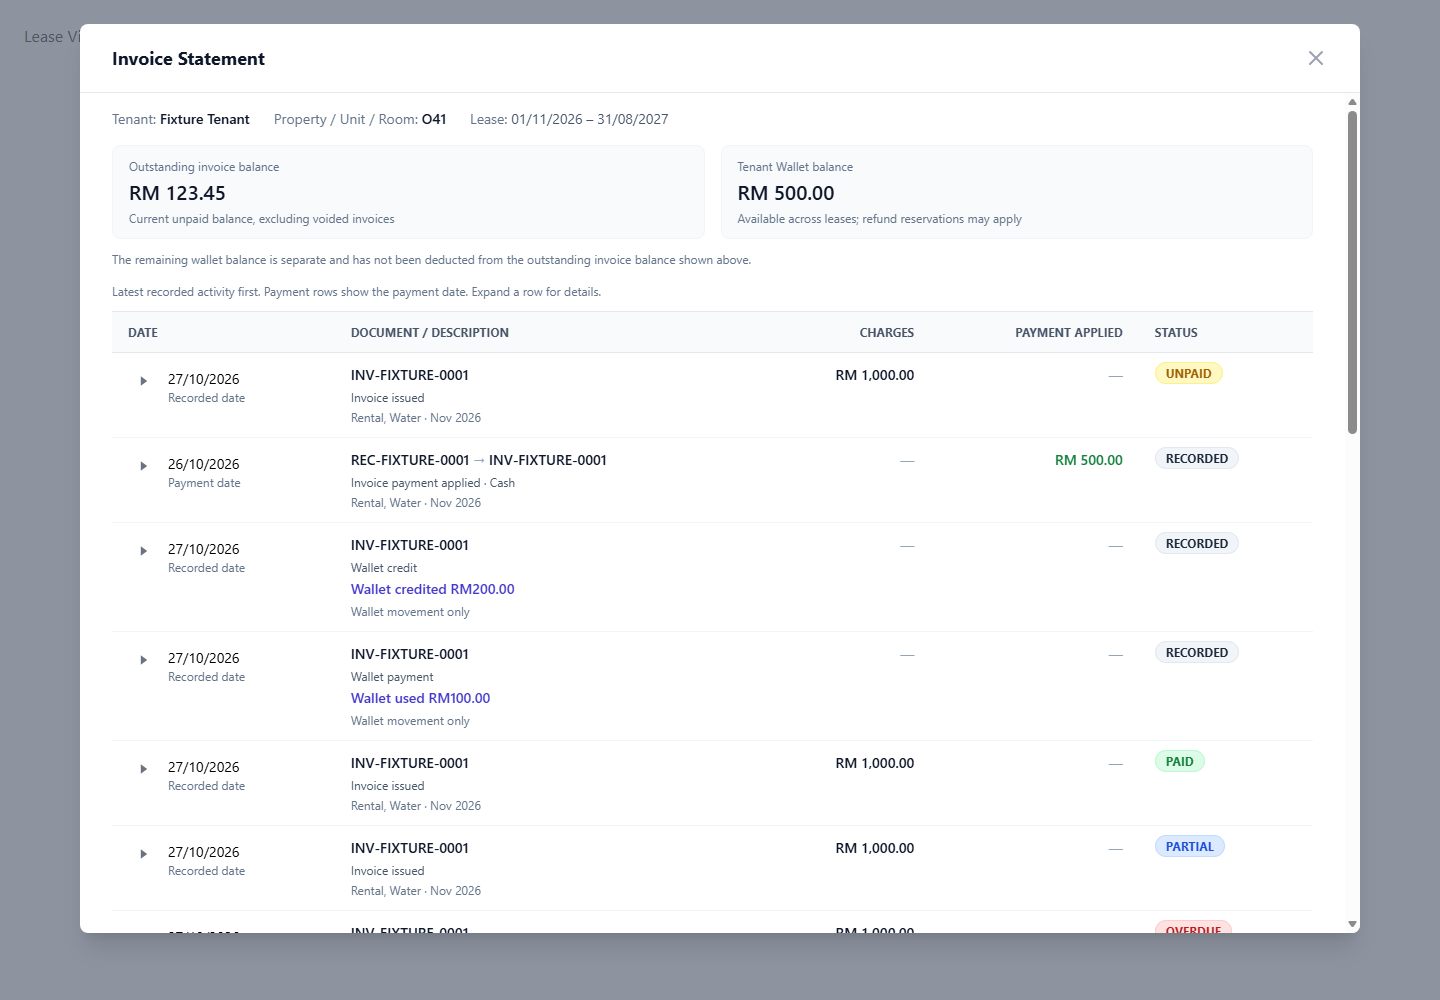 Lease Vi
Invoice Statement
Tenant: Fixture Tenant Property / Unit / Room: O41 Lease: 01/11/2026 – 31/08/2027
Outstanding invoice balance
RM 123.45
Current unpaid balance, excluding voided invoices
Tenant Wallet balance
RM 500.00
Available across leases; refund reservations may apply
The remaining wallet balance is separate and has not been deducted from the outstanding invoice balance shown above.
Latest recorded activity first. Payment rows show the payment date. Expand a row for details.
DATE DOCUMENT / DESCRIPTION CHARGES PAYMENT APPLIED STATUS
27/10/2026 INV-FIXTURE-0001 RM 1,000.00 — UNPAID
Recorded date Invoice issued
Rental, Water · Nov 2026
26/10/2026 REC-FIXTURE-0001 → INV-FIXTURE-0001 — RM 500.00 RECORDED
Payment date Invoice payment applied · Cash
Rental, Water · Nov 2026
27/10/2026 INV-FIXTURE-0001 — — RECORDED
Recorded date Wallet credit
Wallet credited RM200.00
Wallet movement only
27/10/2026 INV-FIXTURE-0001 — — RECORDED
Recorded date Wallet payment
Wallet used RM100.00
Wallet movement only
27/10/2026 INV-FIXTURE-0001 RM 1,000.00 — PAID
Recorded date Invoice issued
Rental, Water · Nov 2026
27/10/2026 INV-FIXTURE-0001 RM 1,000.00 — PARTIAL
Recorded date Invoice issued
Rental, Water · Nov 2026
INV-FIXTURE-0001 RM 1,000.00 OVERDUE